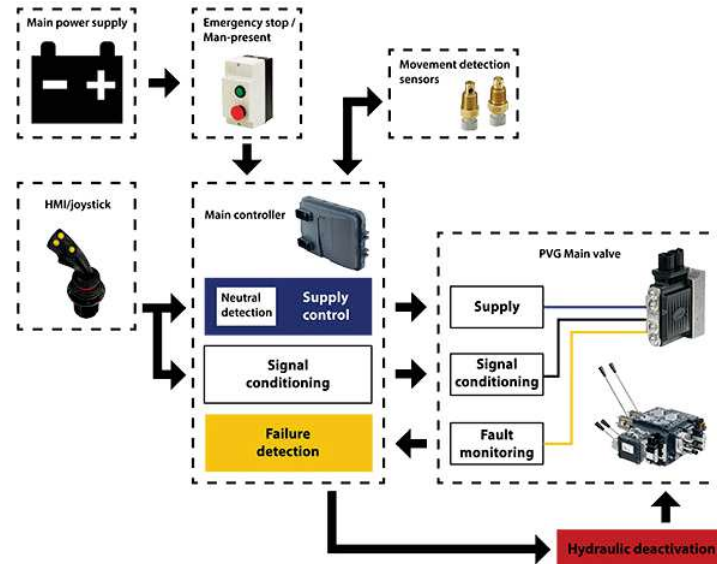 Main power supply
Emergency stop /
Man-present
Movement detection
sensors
HMI/joystick
Main controller
Neutral
detection
Supply
control
Signal
conditioning
Failure
detection
PVG Main valve
Supply
Signal
conditioning
Fault
monitoring
Hydraulic deactivation